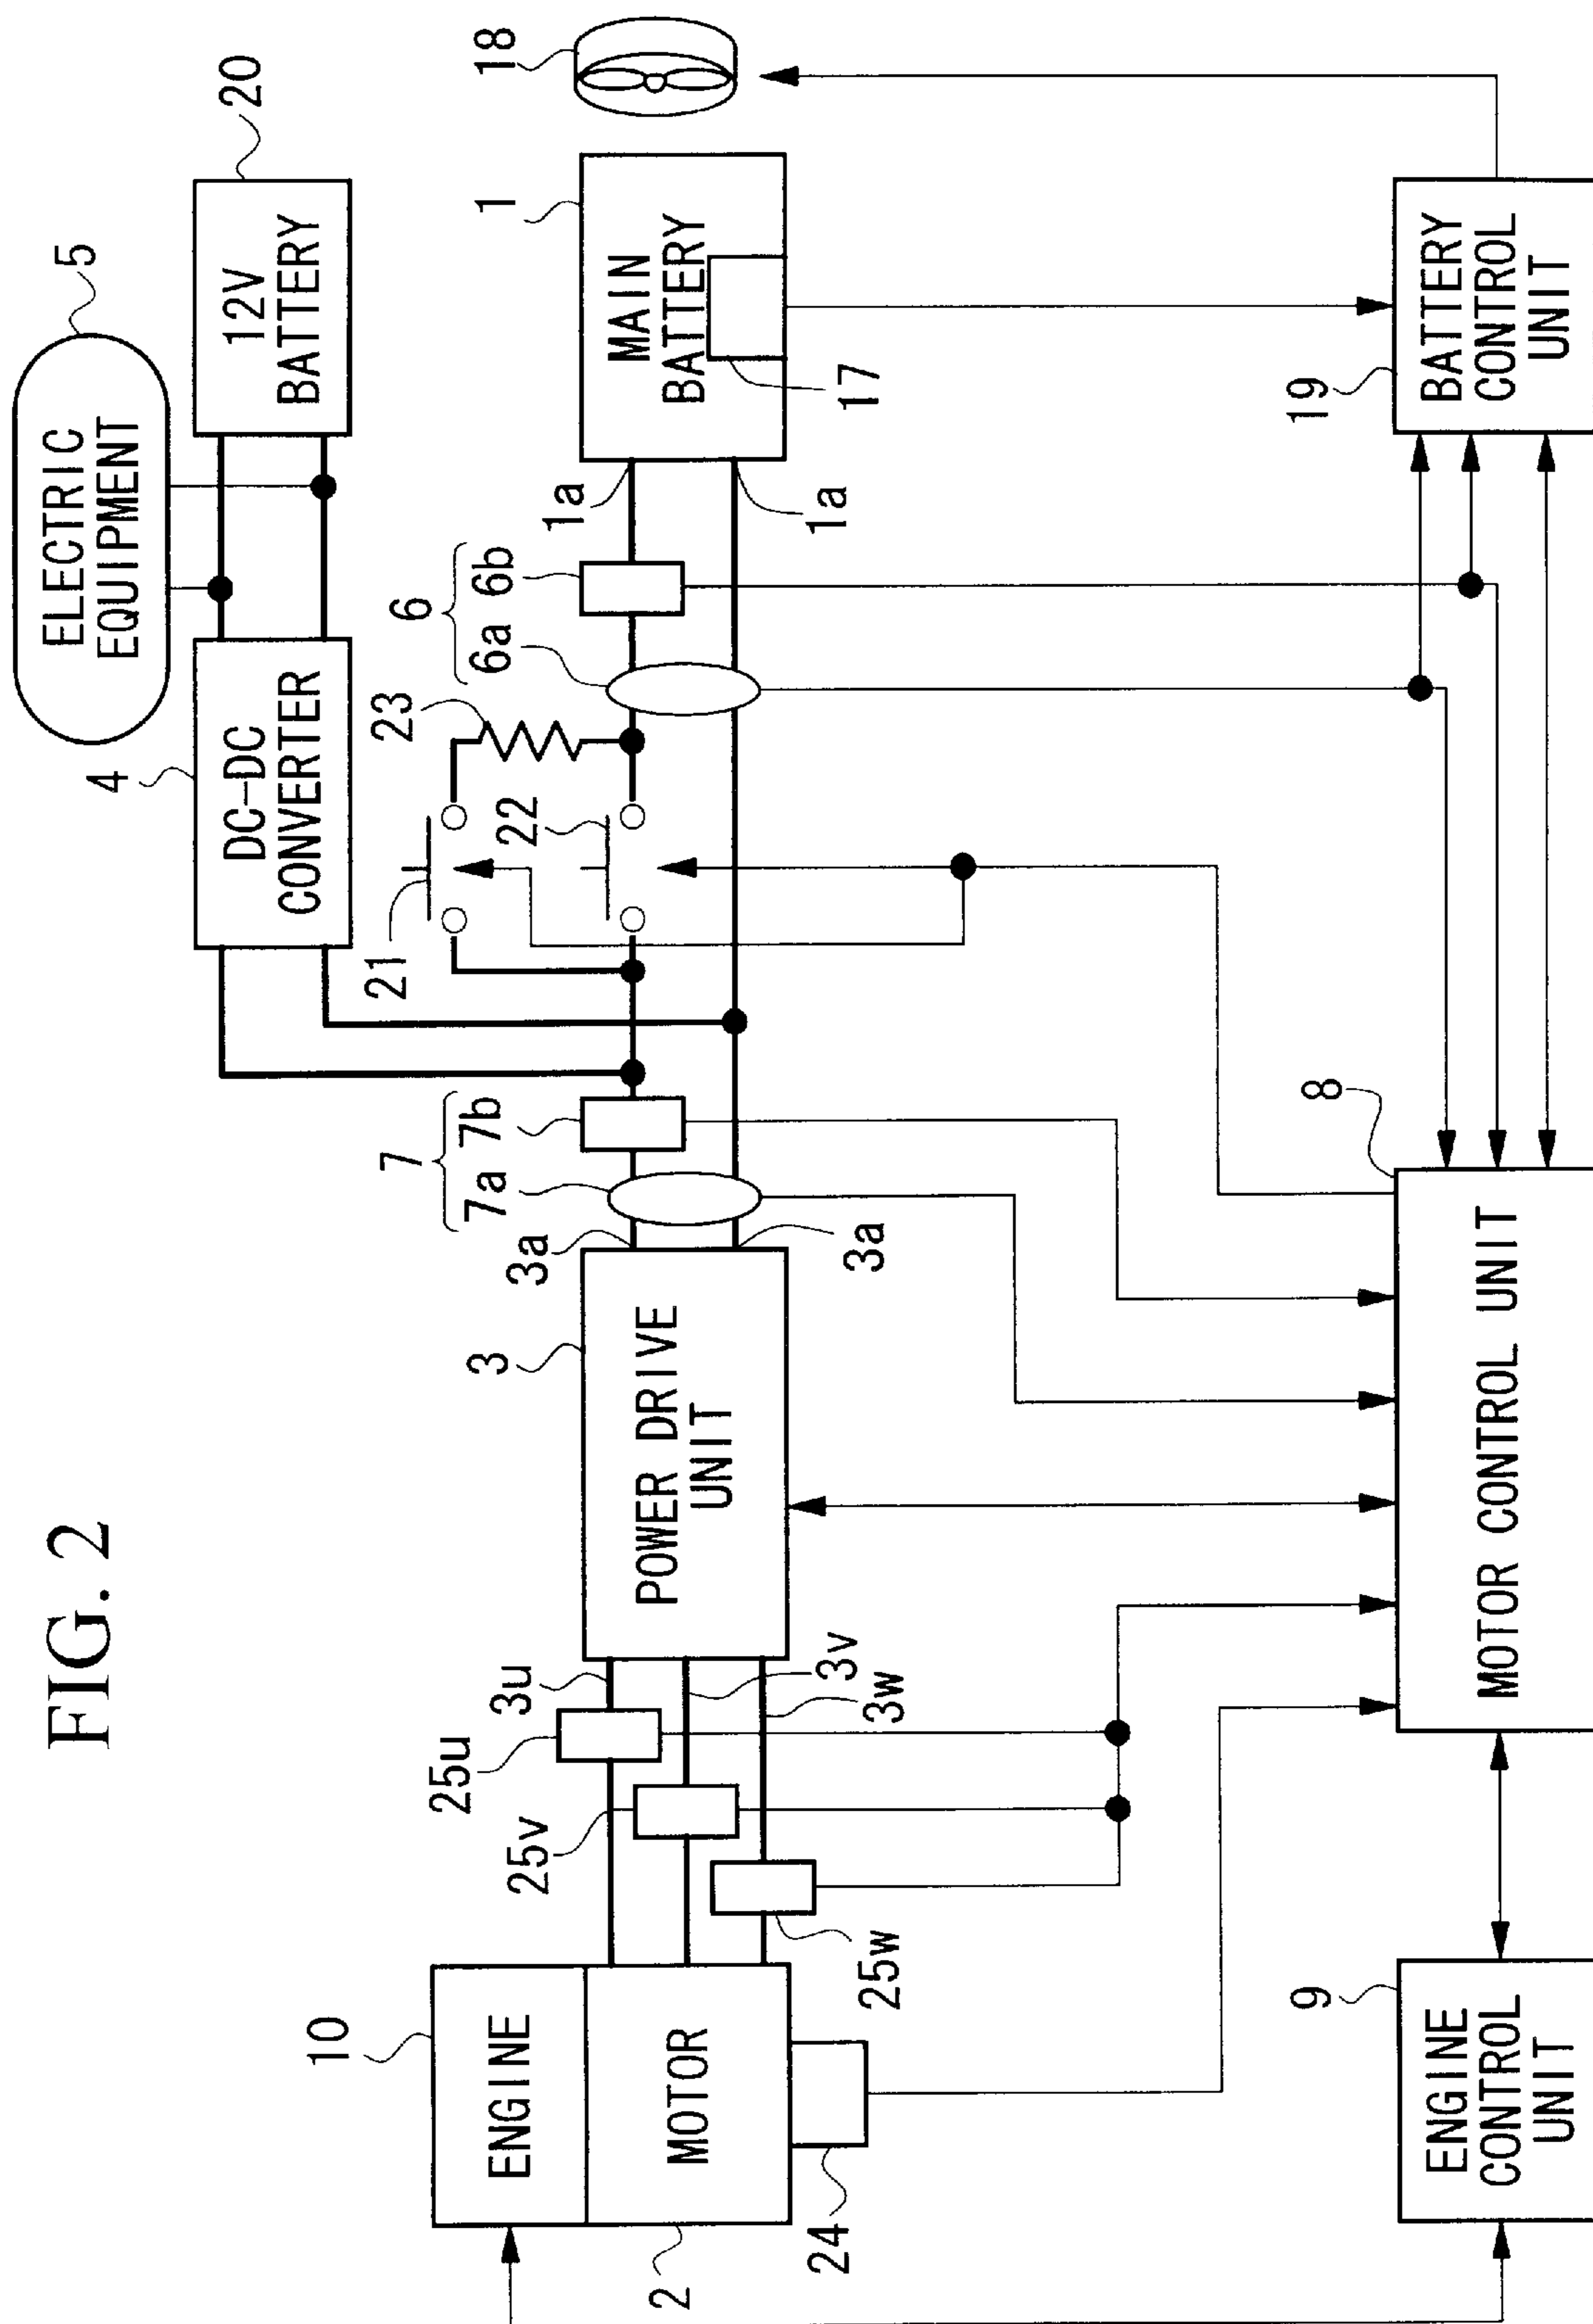 FIG. 2
ELECTRIC
EQUIPMENT
5
4
DC-DC
CONVERTER
12V
BATTERY
20
21
23
6
22
6a
6b
1a
1a
1
MAIN
BATTERY
17
18
10
ENGINE
MOTOR
2
24
25u
25v
25w
3u
3v
3w
3
POWER DRIVE
UNIT
3a
3a
7
7a
7b
9
ENGINE
CONTROL
UNIT
8
MOTOR CONTROL UNIT
19
BATTERY
CONTROL
UNIT